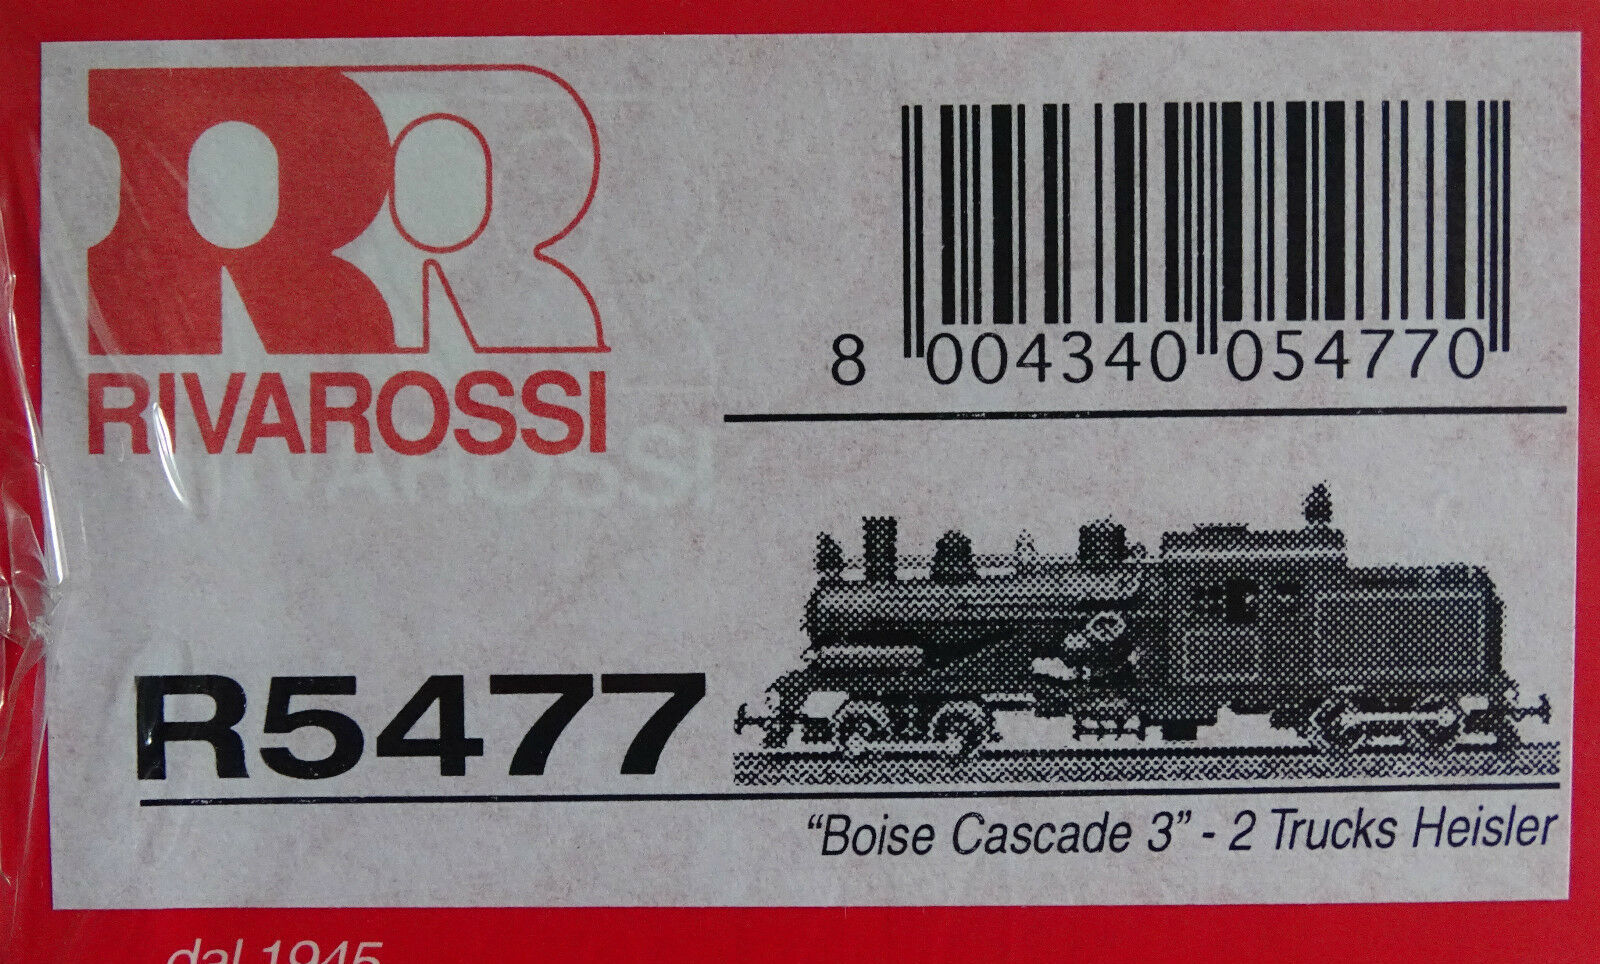 RIVAROSSI
8 004340 054770
R5477
“Boise Cascade 3” - 2 Trucks Heisler
dal 1945